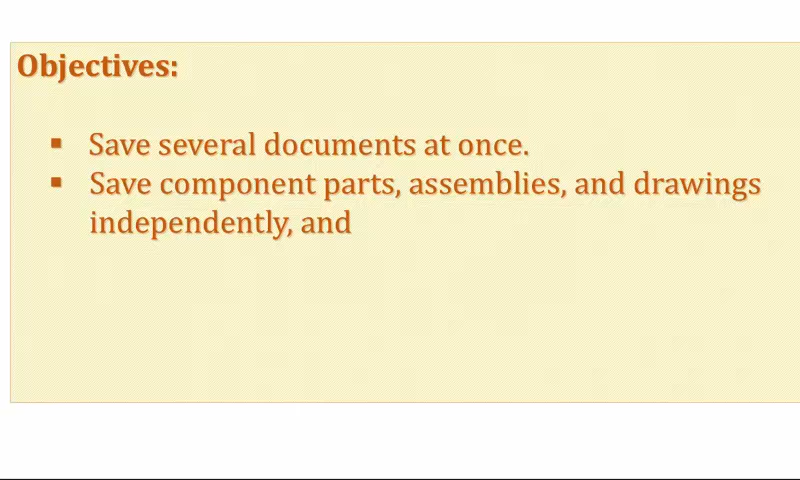 Objectives:
▪ Save several documents at once.
▪ Save component parts, assemblies, and drawings
independently, and